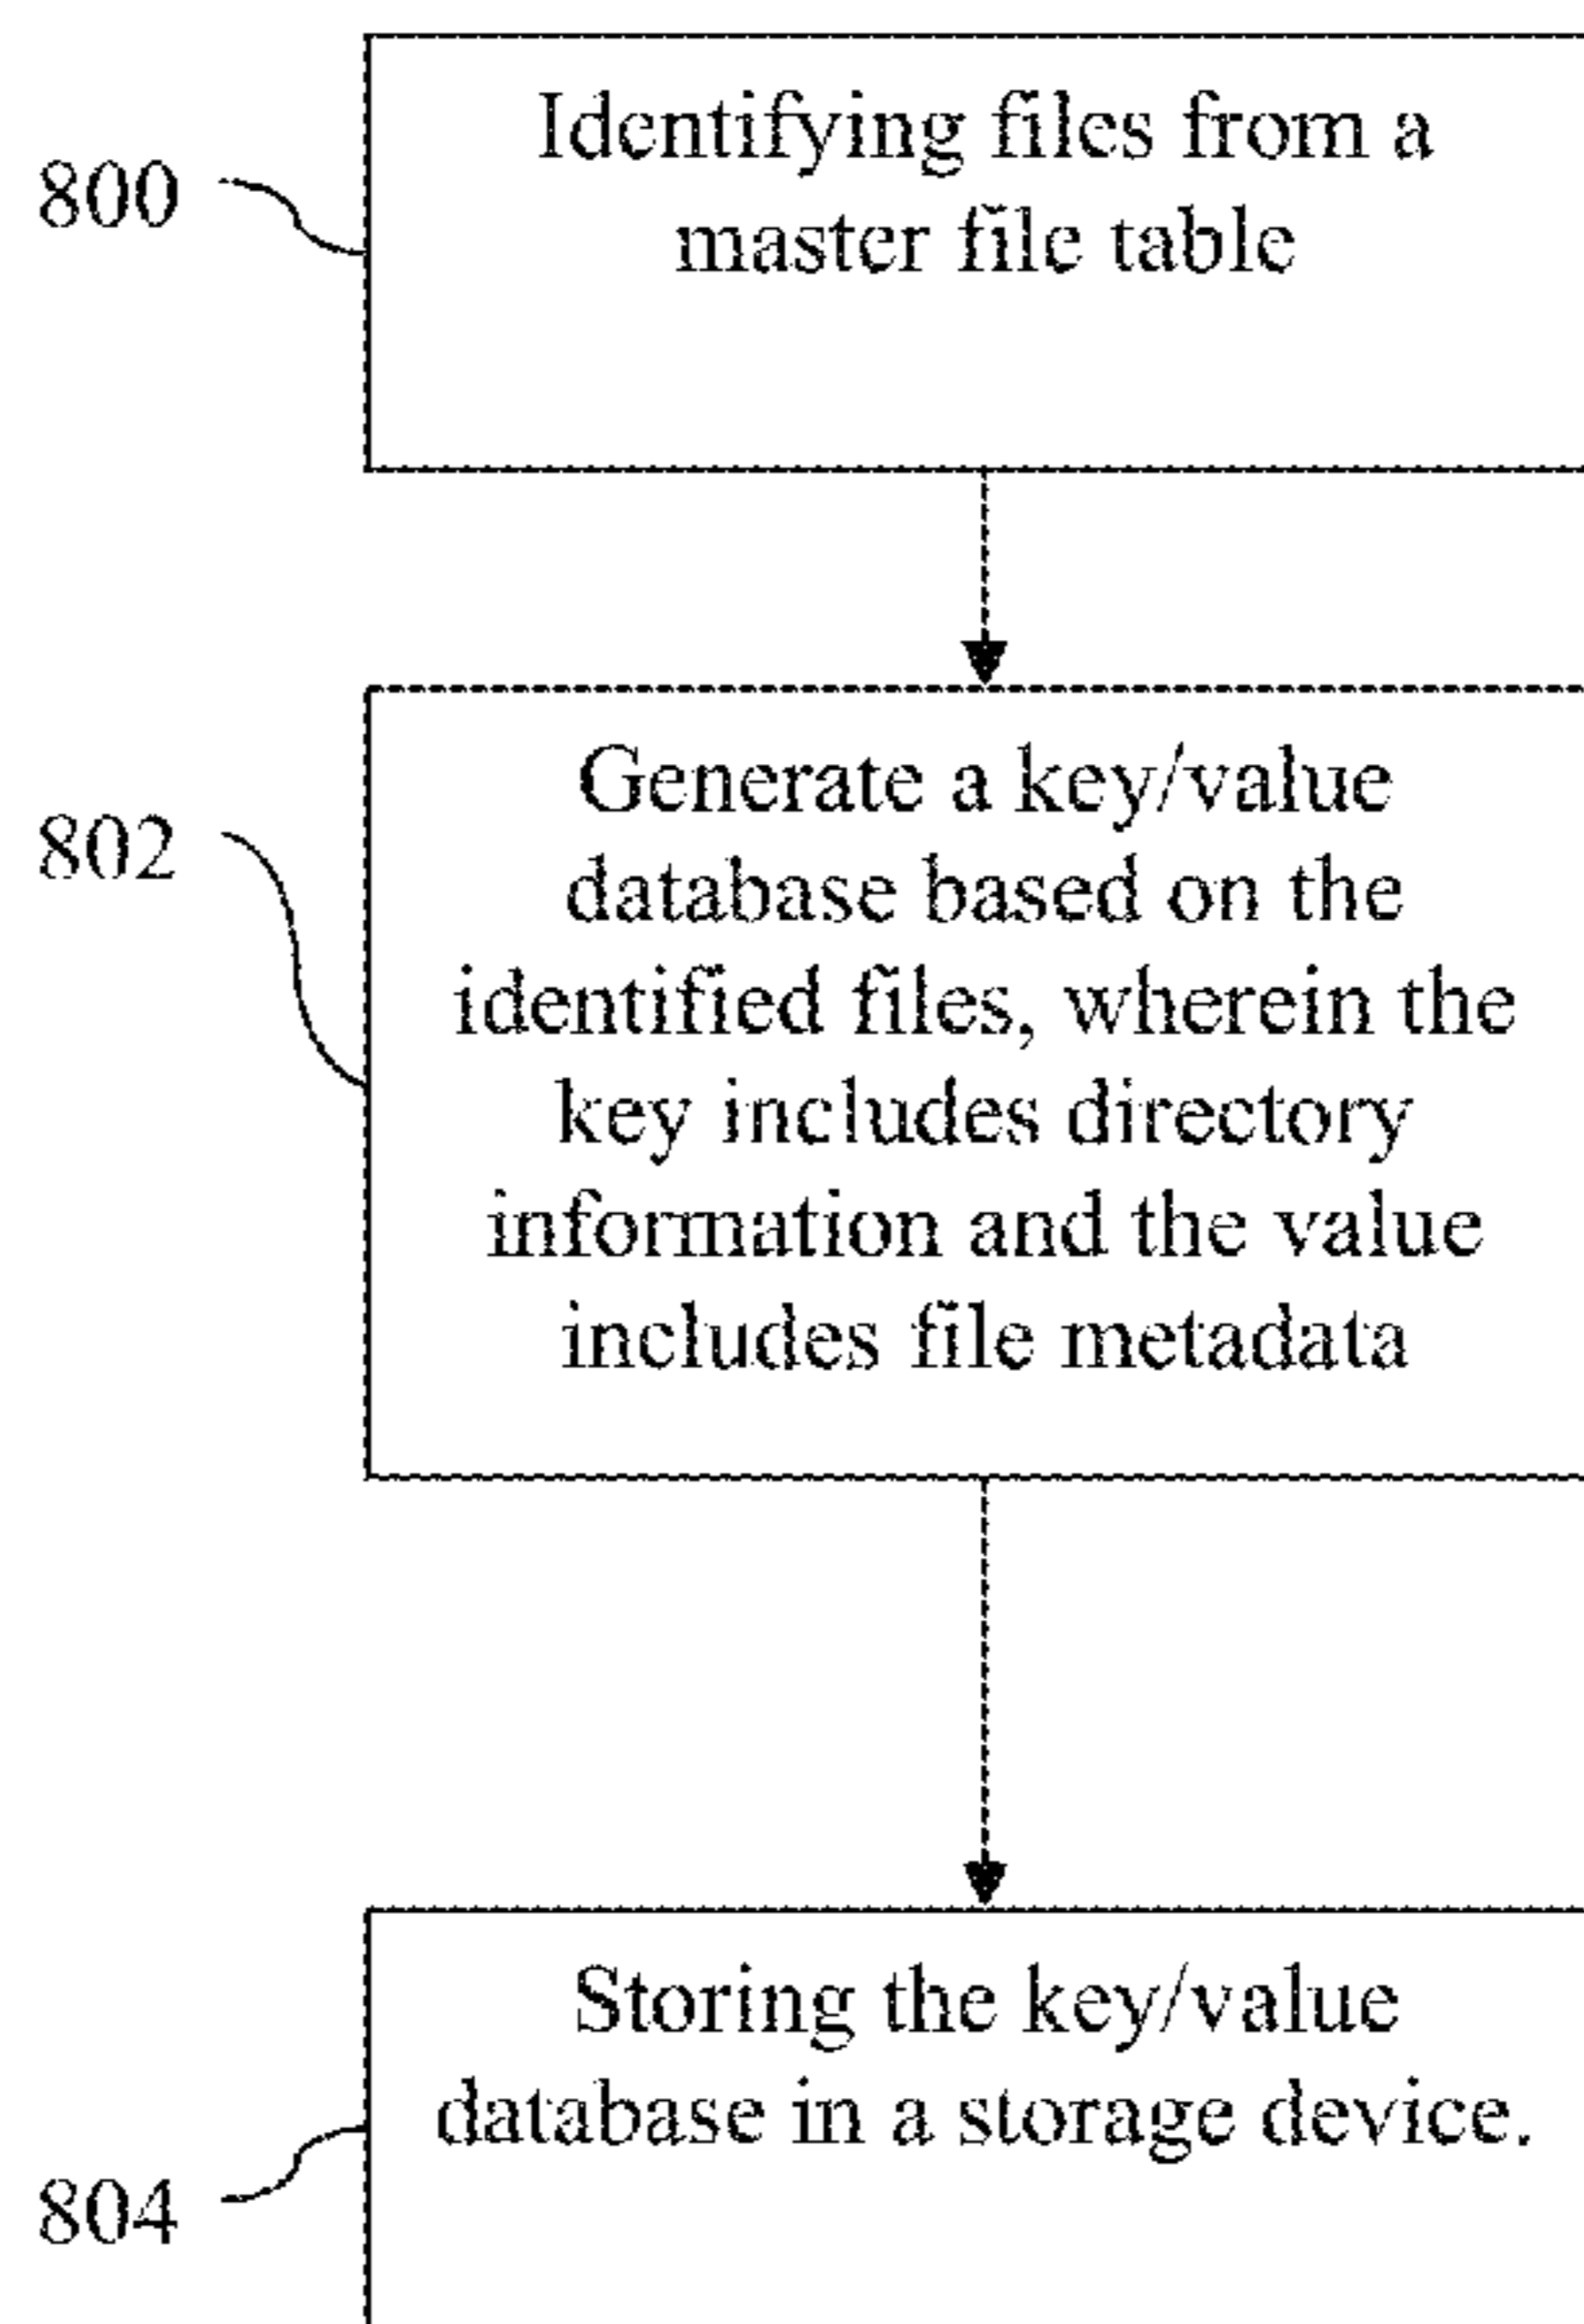 800
Identifying files from a
master file table
802
Generate a key/value
database based on the
identified files, wherein the
key includes directory
information and the value
includes file metadata
804
Storing the key/value
database in a storage device.